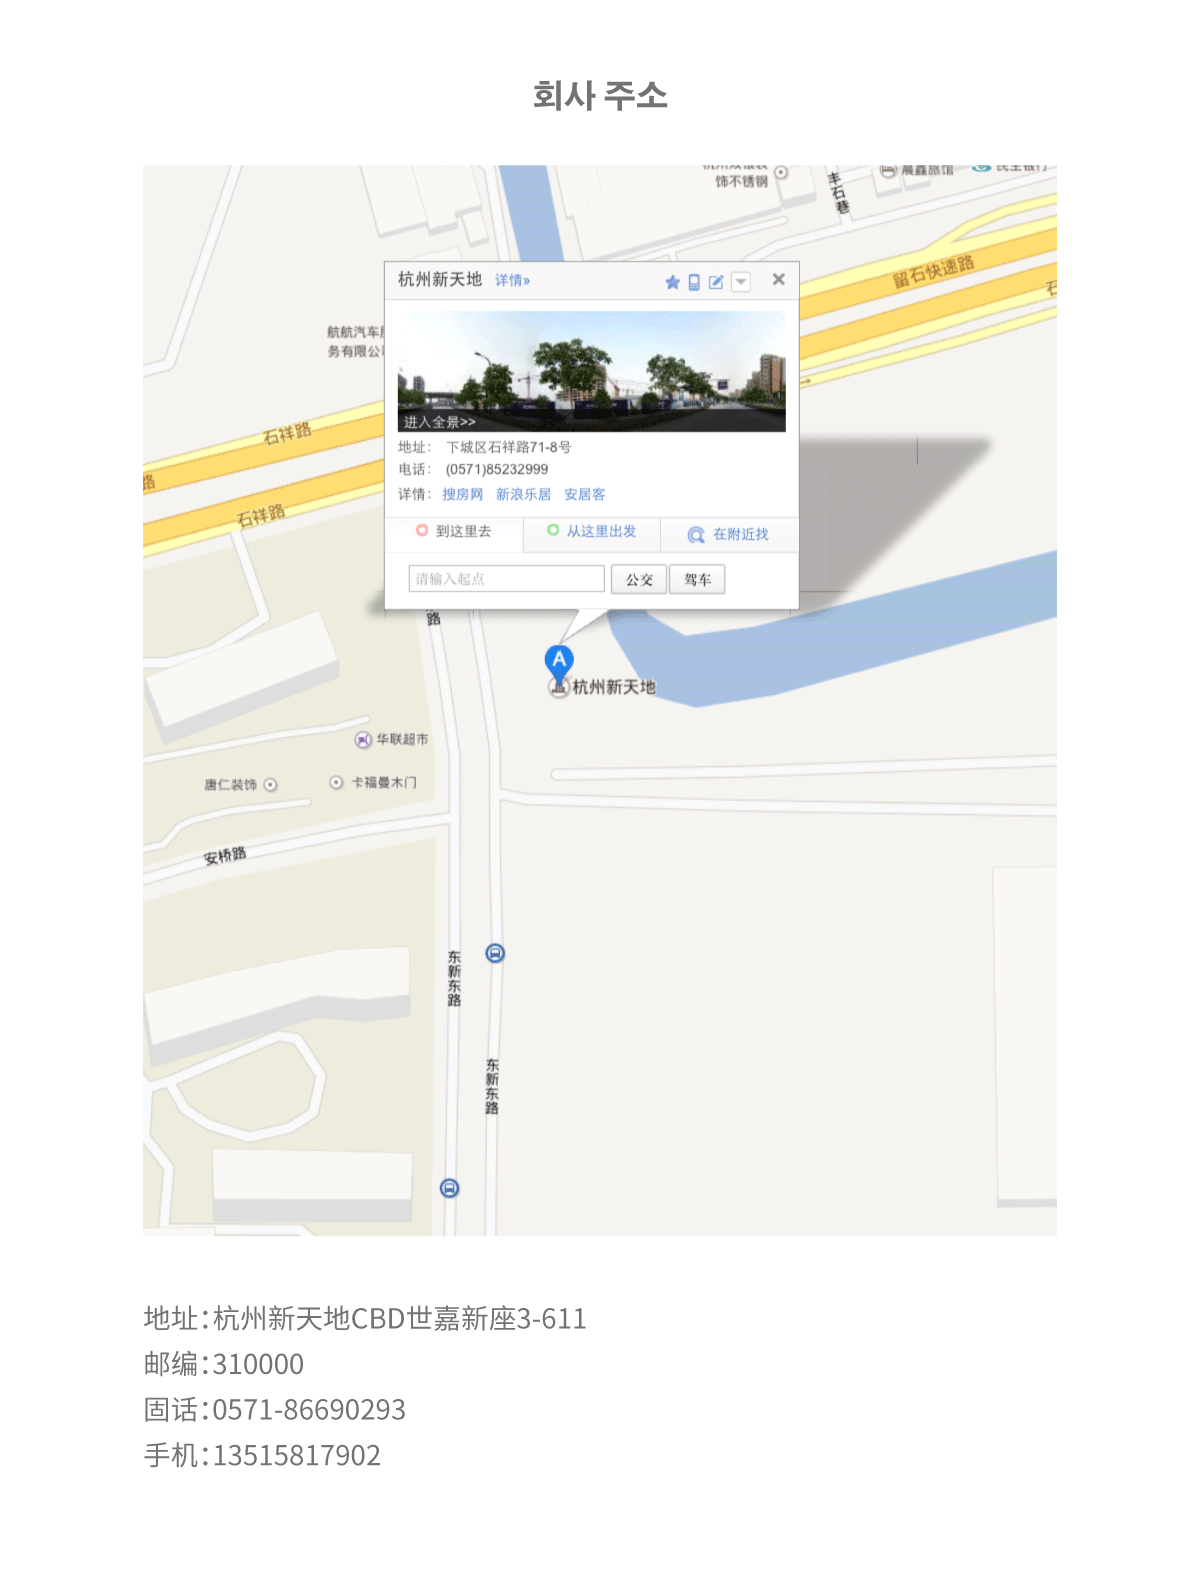 회사 주소
饰不锈钢
丰石巷
晨鑫旅馆
民生银行
留石快速路
杭州新天地 详情»
航航汽车
务有限公
进入全景>>
地址： 下城区石祥路71-8号
电话： (0571)85232999
详情： 搜房网 新浪乐居 安居客
到这里去 从这里出发 在附近找
请输入起点 公交 驾车
石祥路
路
石祥路
路
A
杭州新天地
华联超市
唐仁装饰
卡福曼木门
安桥路
东新东路
东新东路
地址：杭州新天地CBD世嘉新座3-611
邮编：310000
固话：0571-86690293
手机：13515817902